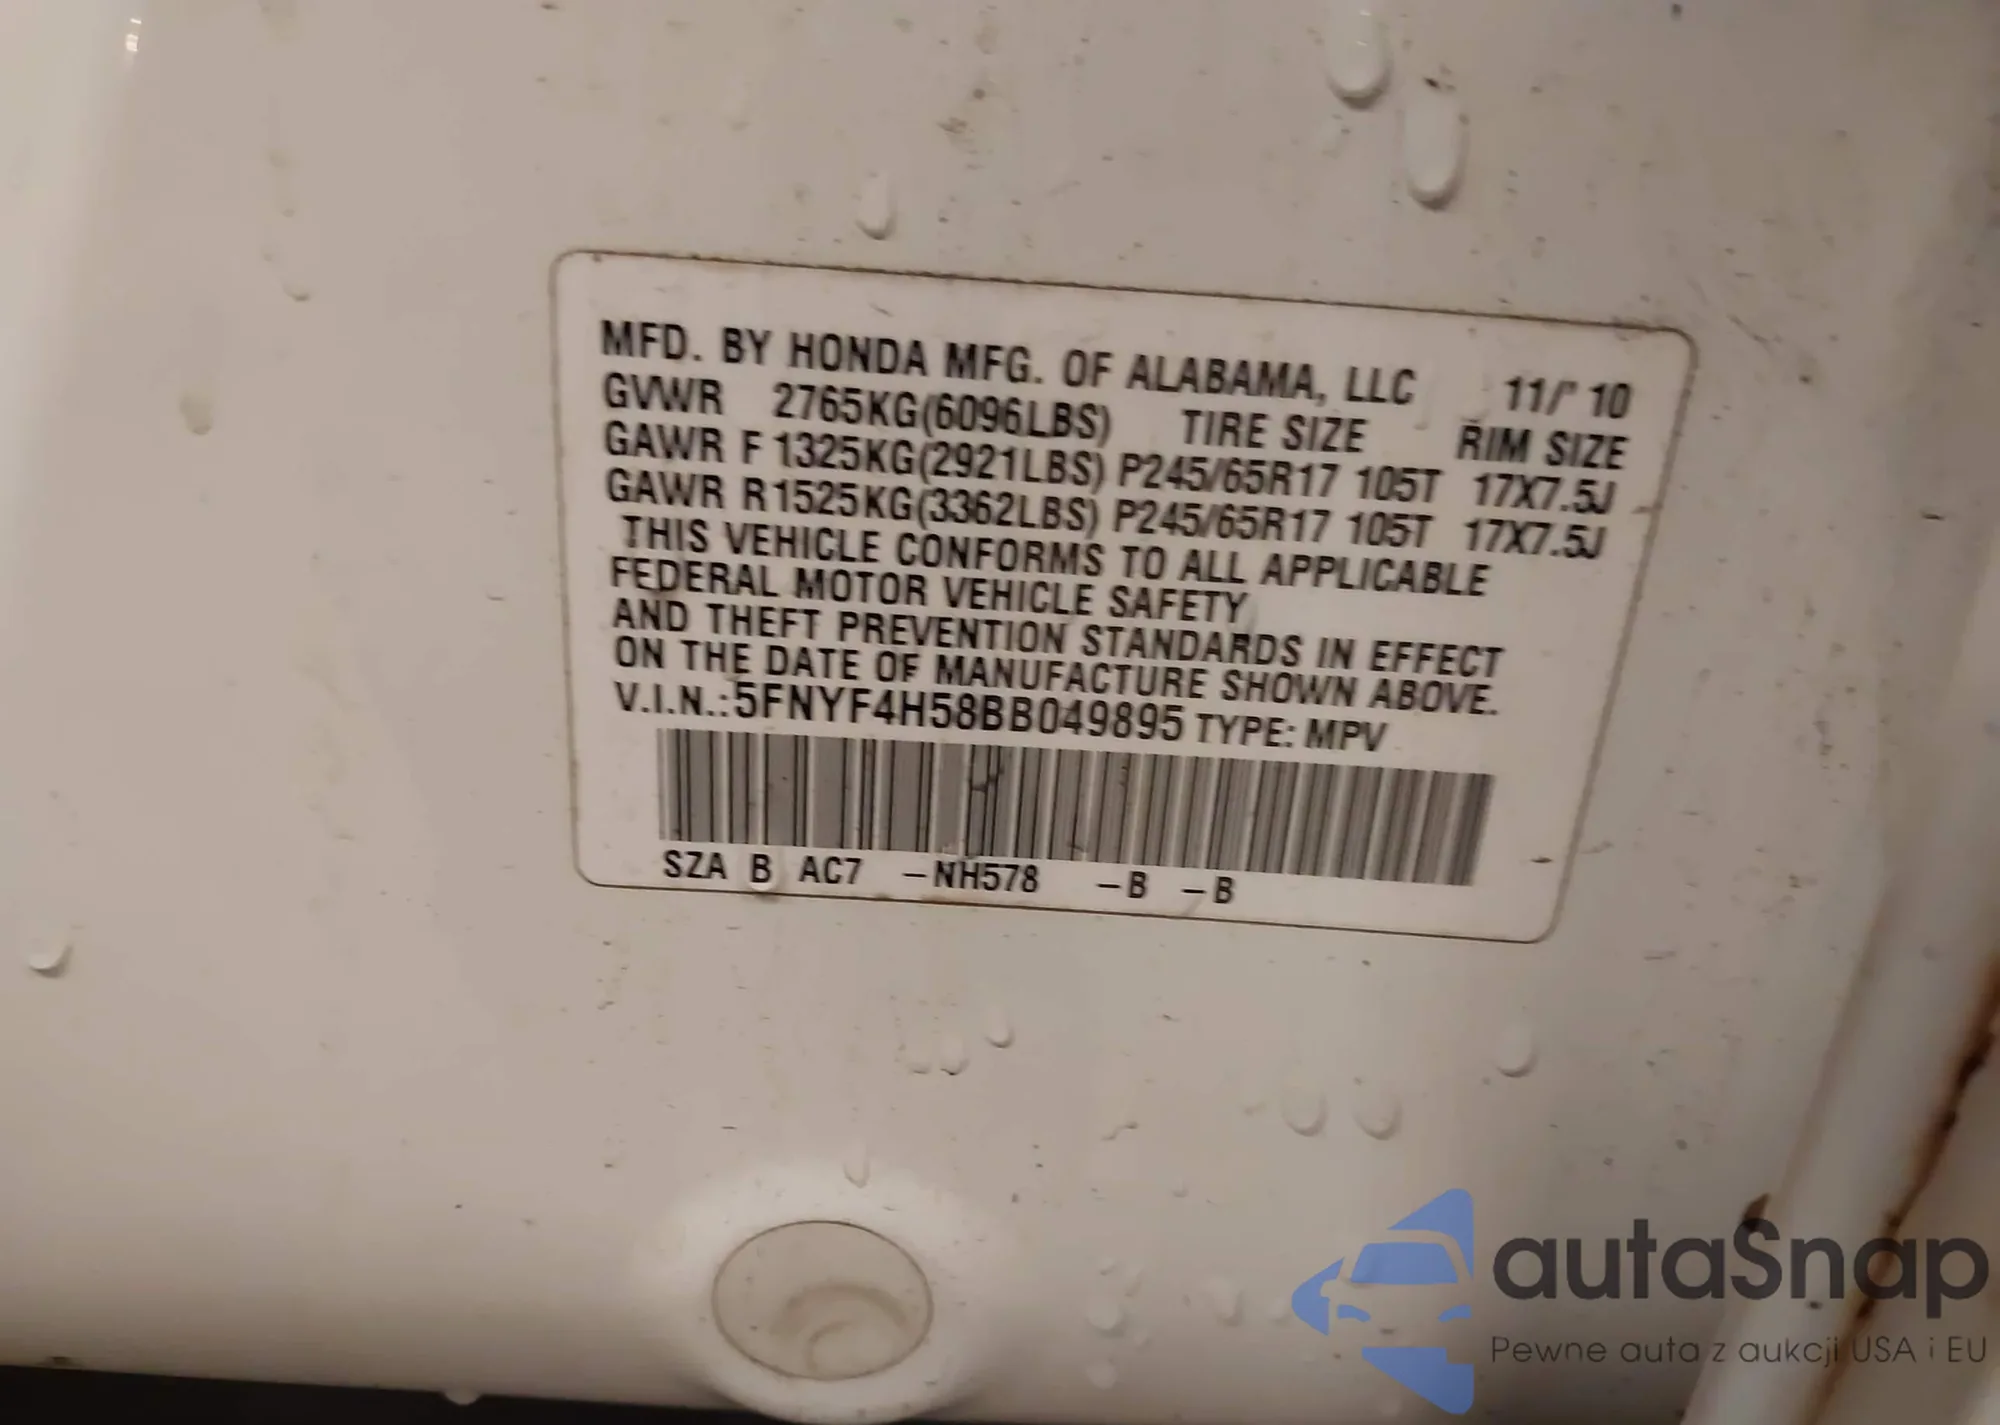 MFD. BY HONDA MFG. OF ALABAMA, LLC 11/'10
GVWR 2765KG(6096LBS) TIRE SIZE RIM SIZE
GAWR F 1325KG(2921LBS) P245/65R17 105T 17X7.5J
GAWR R 1525KG(3362LBS) P245/65R17 105T 17X7.5J
THIS VEHICLE CONFORMS TO ALL APPLICABLE
FEDERAL MOTOR VEHICLE SAFETY
AND THEFT PREVENTION STANDARDS IN EFFECT
ON THE DATE OF MANUFACTURE SHOWN ABOVE.
V.I.N.:5FNYF4H58BB049895 TYPE: MPV
SZA B AC7 -NH578 -B -B
autaSnap
Pewne auta z aukcji USA i EU